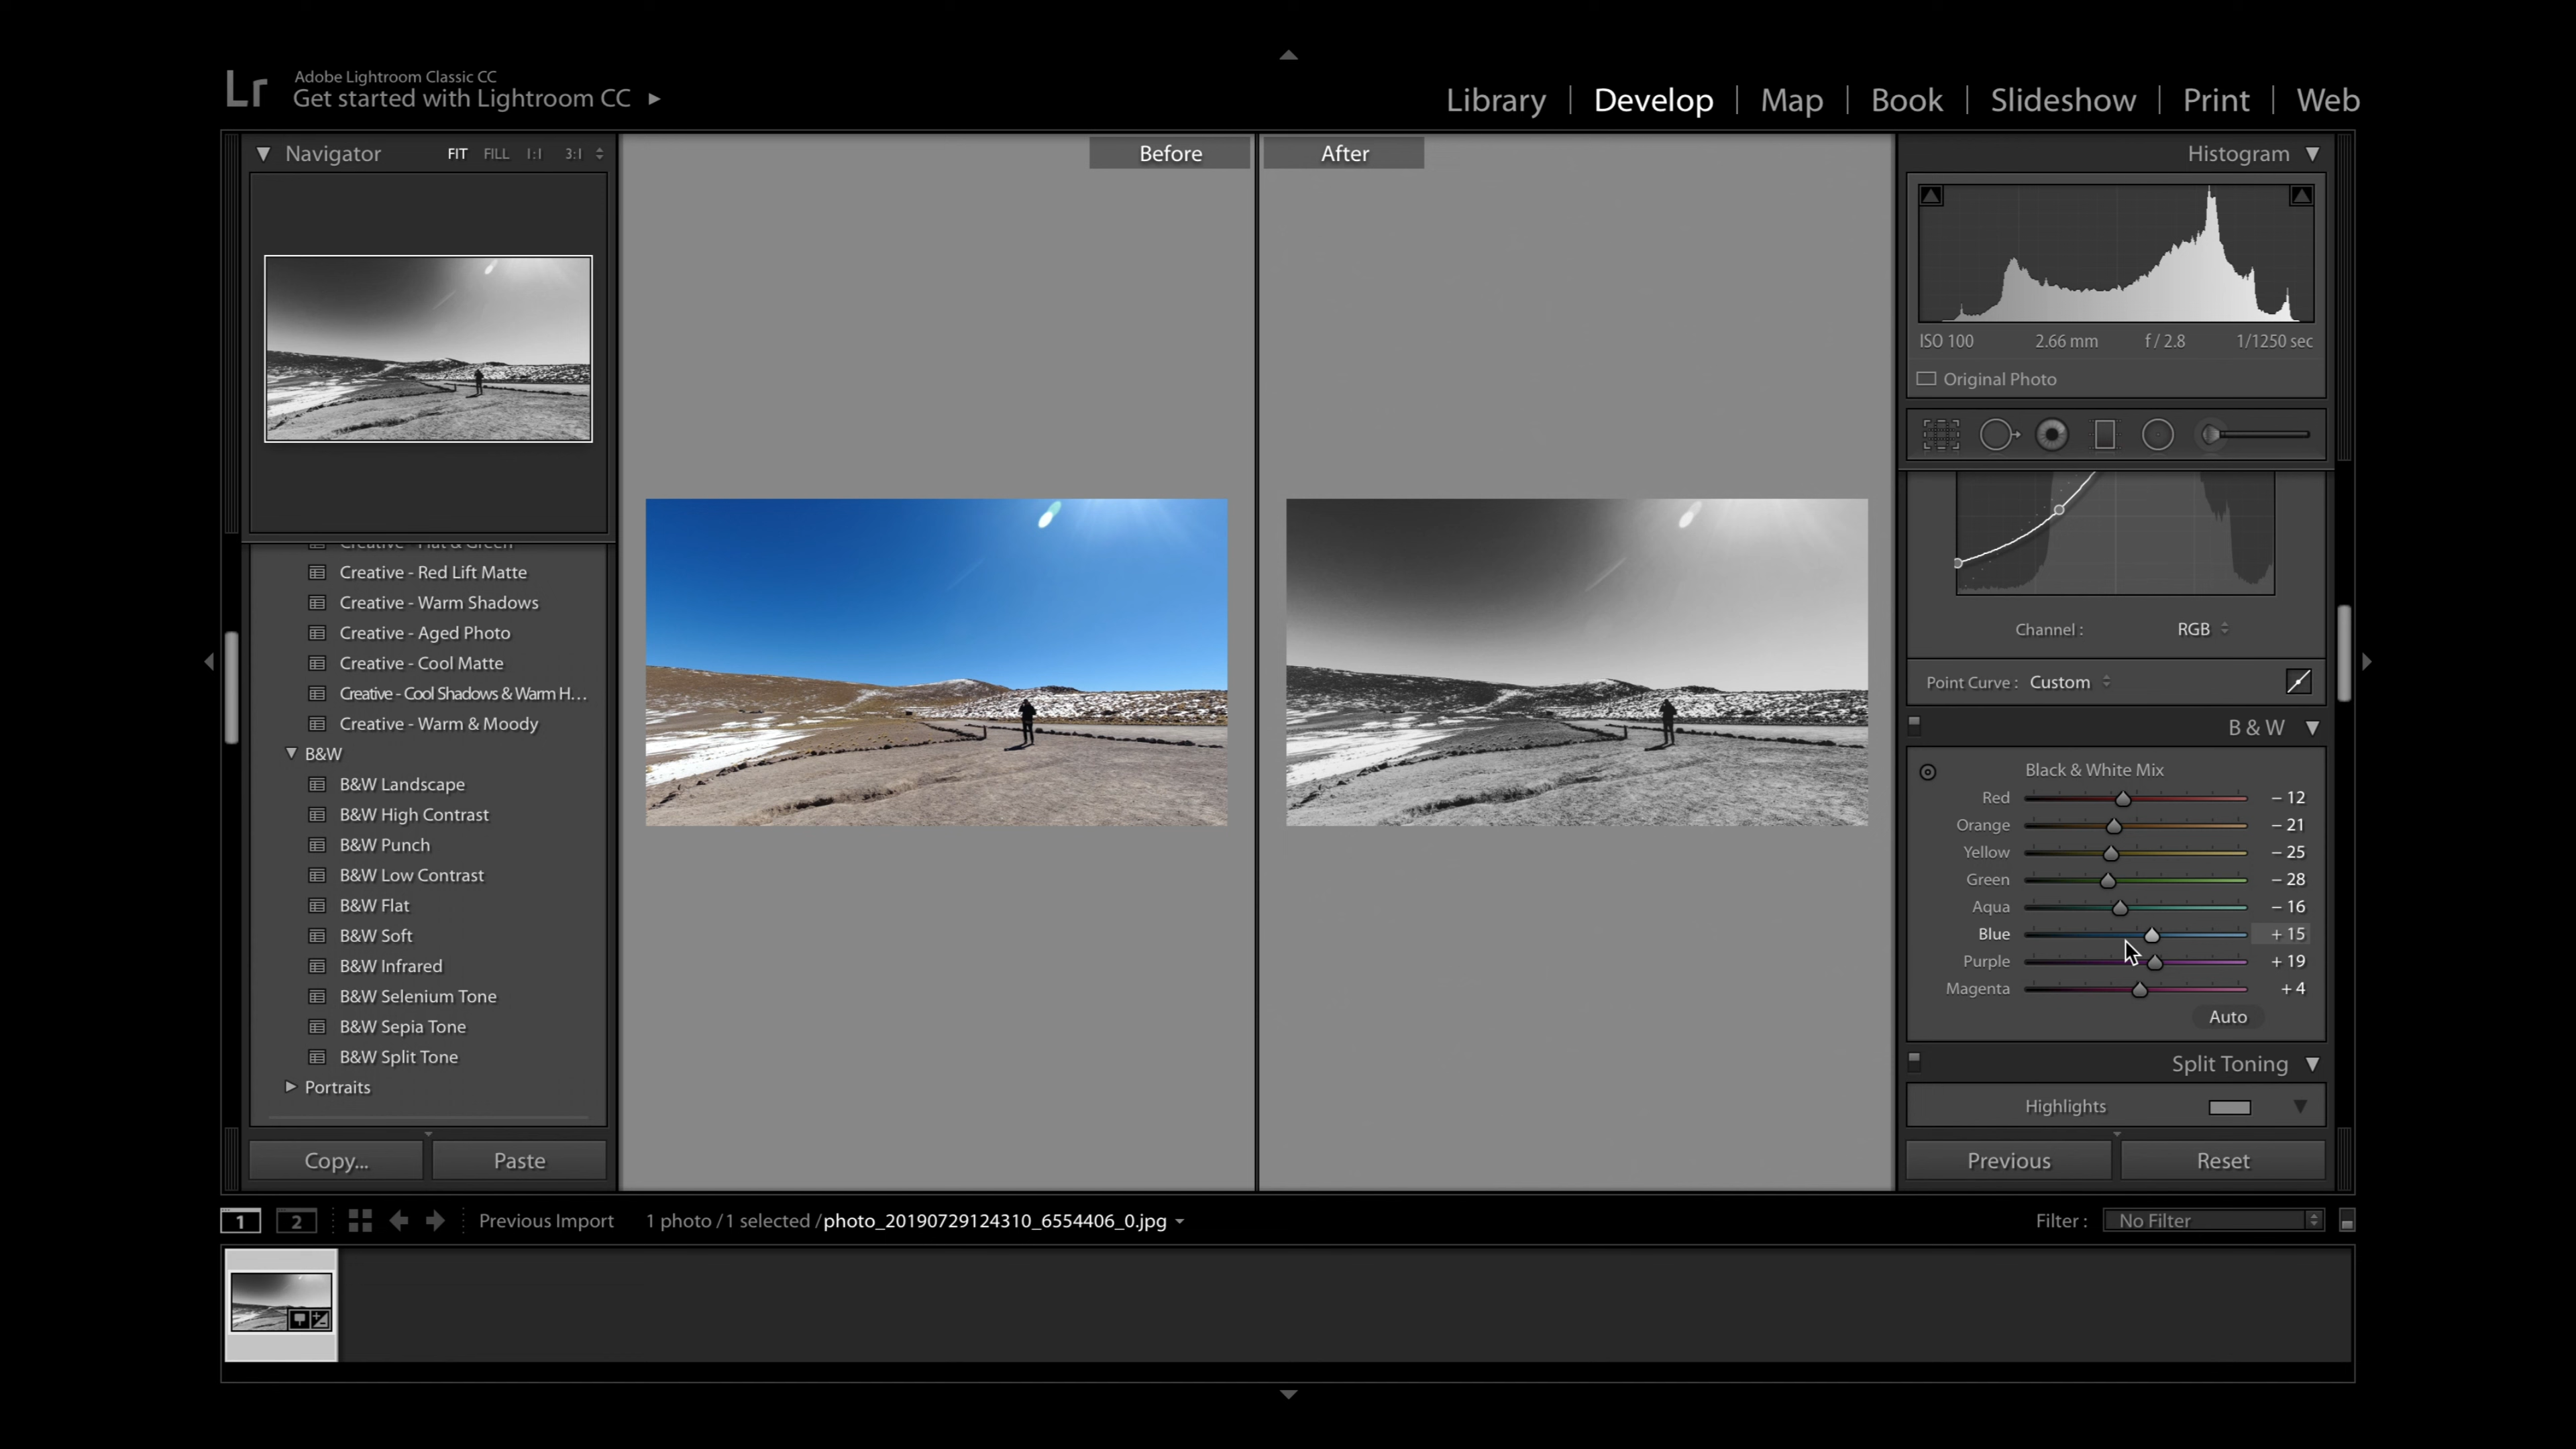 Lr
Adobe Lightroom Classic CC
Get started with Lightroom CC
Library | Develop | Map | Book | Slideshow | Print | Web
Navigator FIT FILL 1:1 3:1
Before
After
Histogram
ISO 100 2.66 mm f / 2.8 1/1250 sec
Original Photo
Creative - Flat & Green
Creative - Red Lift Matte
Creative - Warm Shadows
Creative - Aged Photo
Creative - Cool Matte
Creative - Cool Shadows & Warm H...
Creative - Warm & Moody
B&W
B&W Landscape
B&W High Contrast
B&W Punch
B&W Low Contrast
B&W Flat
B&W Soft
B&W Infrared
B&W Selenium Tone
B&W Sepia Tone
B&W Split Tone
Portraits
Copy...
Paste
Channel : RGB
Point Curve : Custom
B & W
Black & White Mix
Red – 12
Orange – 21
Yellow – 25
Green – 28
Aqua – 16
Blue + 15
Purple + 19
Magenta + 4
Auto
Split Toning
Highlights
Previous
Reset
1 2 Previous Import 1 photo / 1 selected / photo_20190729124310_6554406_0.jpg
Filter : No Filter